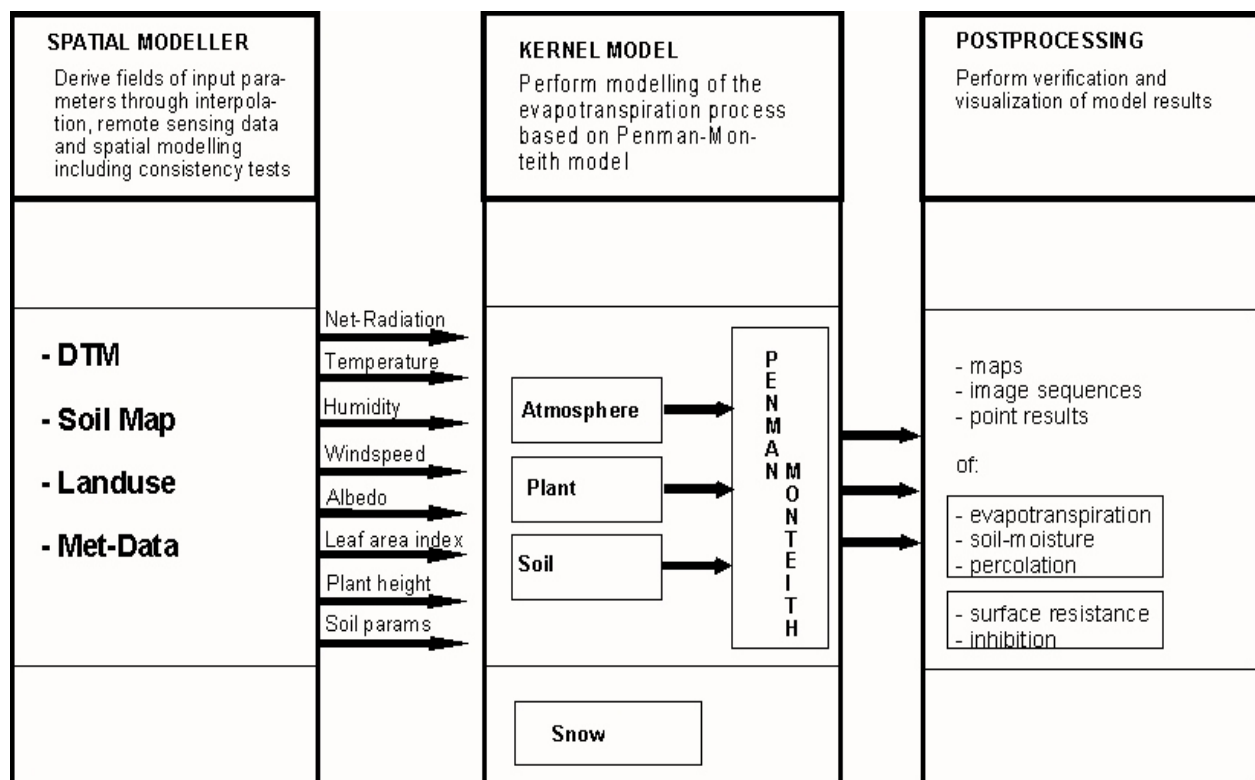 SPATIAL MODELLER
Derive fields of input para-
meters through interpola-
tion, remote sensing data
and spatial modelling
including consistency tests
- DTM
- Soil Map
- Landuse
- Met-Data
Net-Radiation
Temperature
Humidity
Windspeed
Albedo
Leaf area index
Plant height
Soil params
KERNEL MODEL
Perform modelling of the
evapotranspiration process
based on Penman-Mon-
teith model
Atmosphere
Plant
Soil
PENMAN
MONTEITH
Snow
POSTPROCESSING
Perform verification and
visualization of model results
- maps
- image sequences
- point results
of:
- evapotranspiration
- soil-moisture
- percolation
- surface resistance
- inhibition